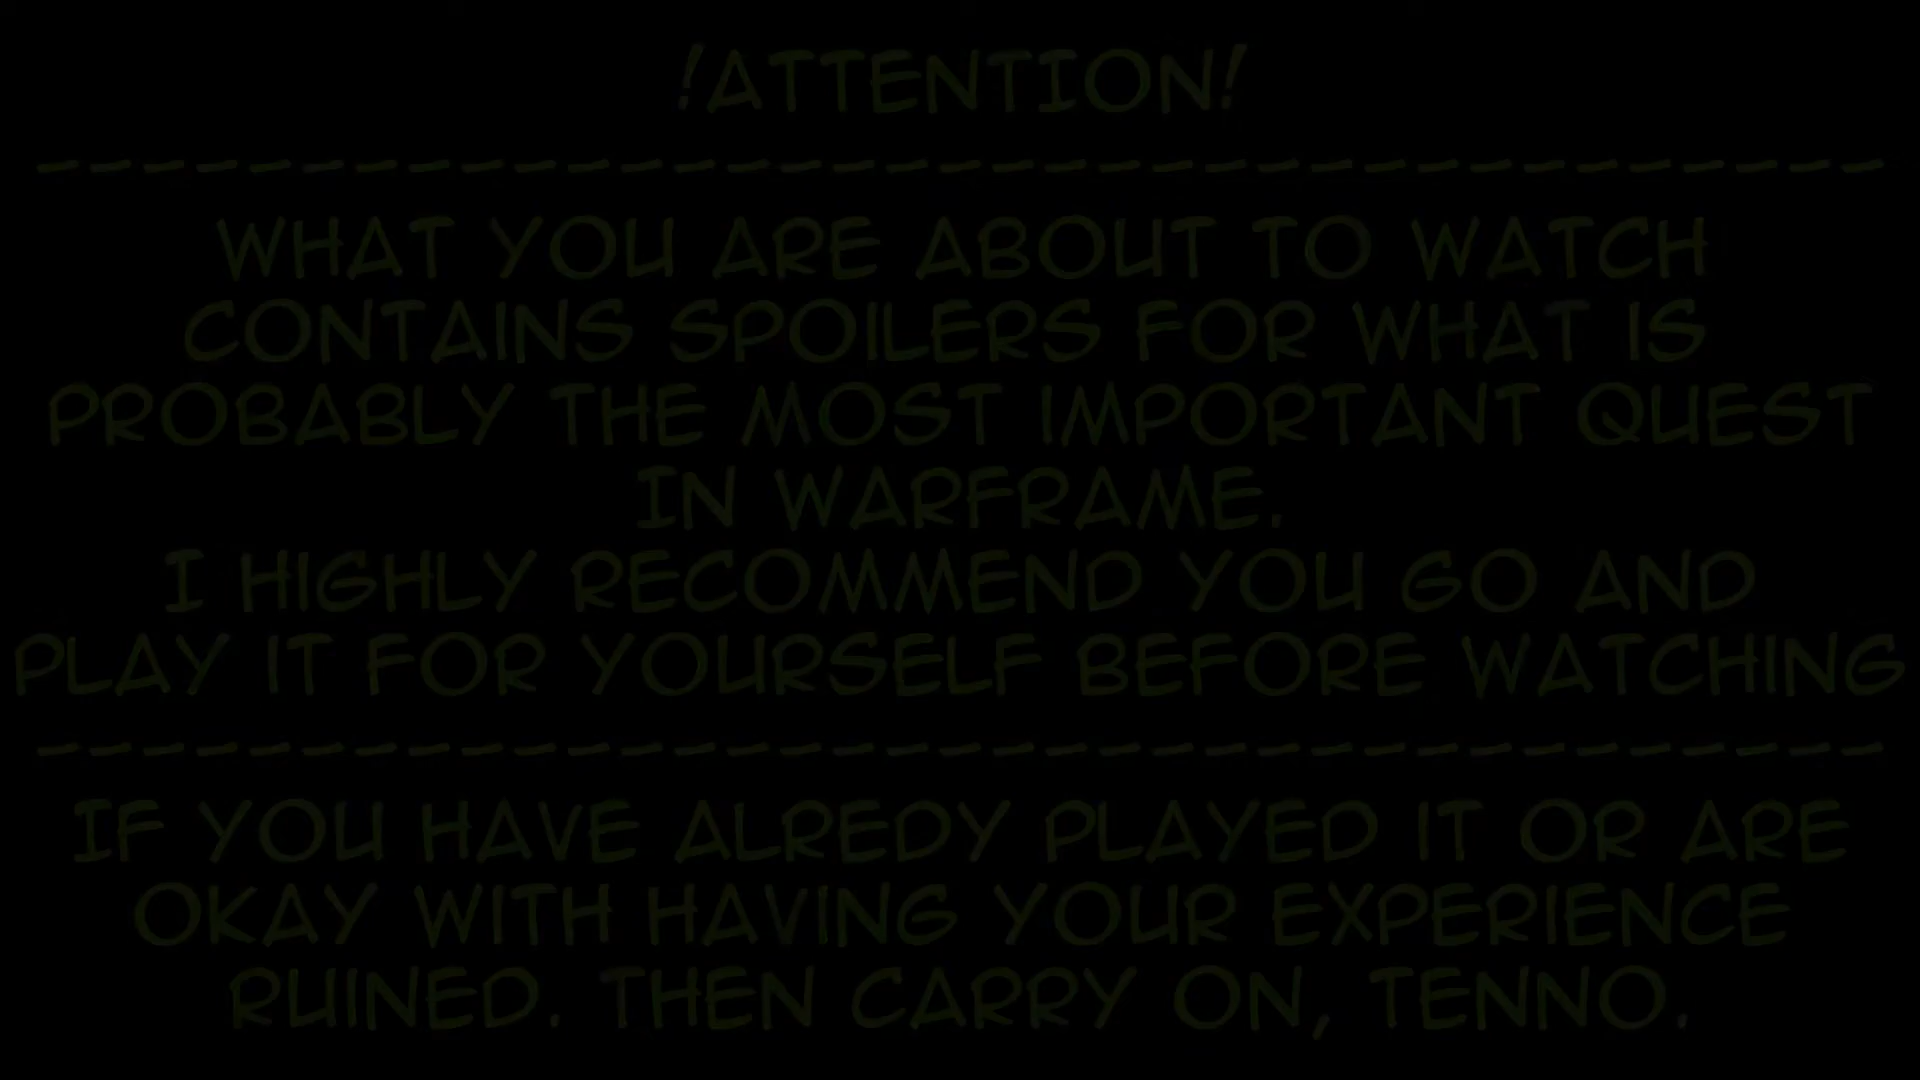 !ATTENTION!
-----------------------------------
WHAT YOU ARE ABOUT TO WATCH
CONTAINS SPOILERS FOR WHAT IS
PROBABLY THE MOST IMPORTANT QUEST
IN WARFRAME.
I HIGHLY RECOMMEND YOU GO AND
PLAY IT FOR YOURSELF BEFORE WATCHING
-----------------------------------
IF YOU HAVE ALREDY PLAYED IT OR ARE
OKAY WITH HAVING YOUR EXPERIENCE
RUINED. THEN CARRY ON, TENNO.